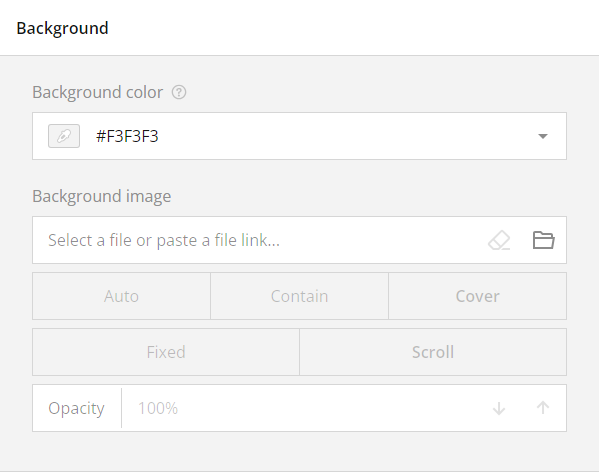 Background
Background color ?
#F3F3F3
Background image
Select a file or paste a file link...
Auto Contain Cover
Fixed Scroll
Opacity 100%